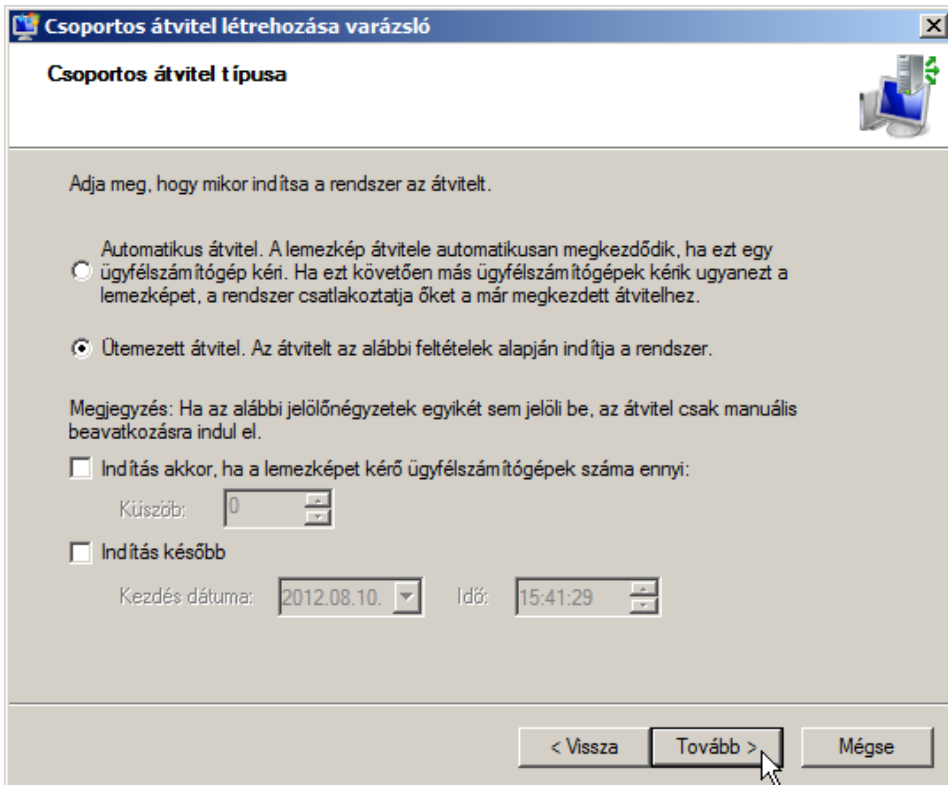 Csoportos átvitel létrehozása varázsló
Csoportos átvitel típusa
Adja meg, hogy mikor indítsa a rendszer az átvitelt.
Automatikus átvitel. A lemezkép átvitele automatikusan megkezdődik, ha ezt egy
ügyfélszámítógép kéri. Ha ezt követően más ügyfélszámítógépek kérik ugyanezt a
lemezképet, a rendszer csatlakoztatja őket a már megkezdett átvitelhez.
Ütemezett átvitel. Az átvitelt az alábbi feltételek alapján indítja a rendszer.
Megjegyzés: Ha az alábbi jelölőnégyzetek egyikét sem jelöli be, az átvitel csak manuális
beavatkozásra indul el.
Indítás akkor, ha a lemezképet kérő ügyfélszámítógépek száma ennyi:
Küszöb: 0
Indítás később
Kezdés dátuma: 2012.08.10. Idő: 15:41:29
< Vissza Tovább > Mégse